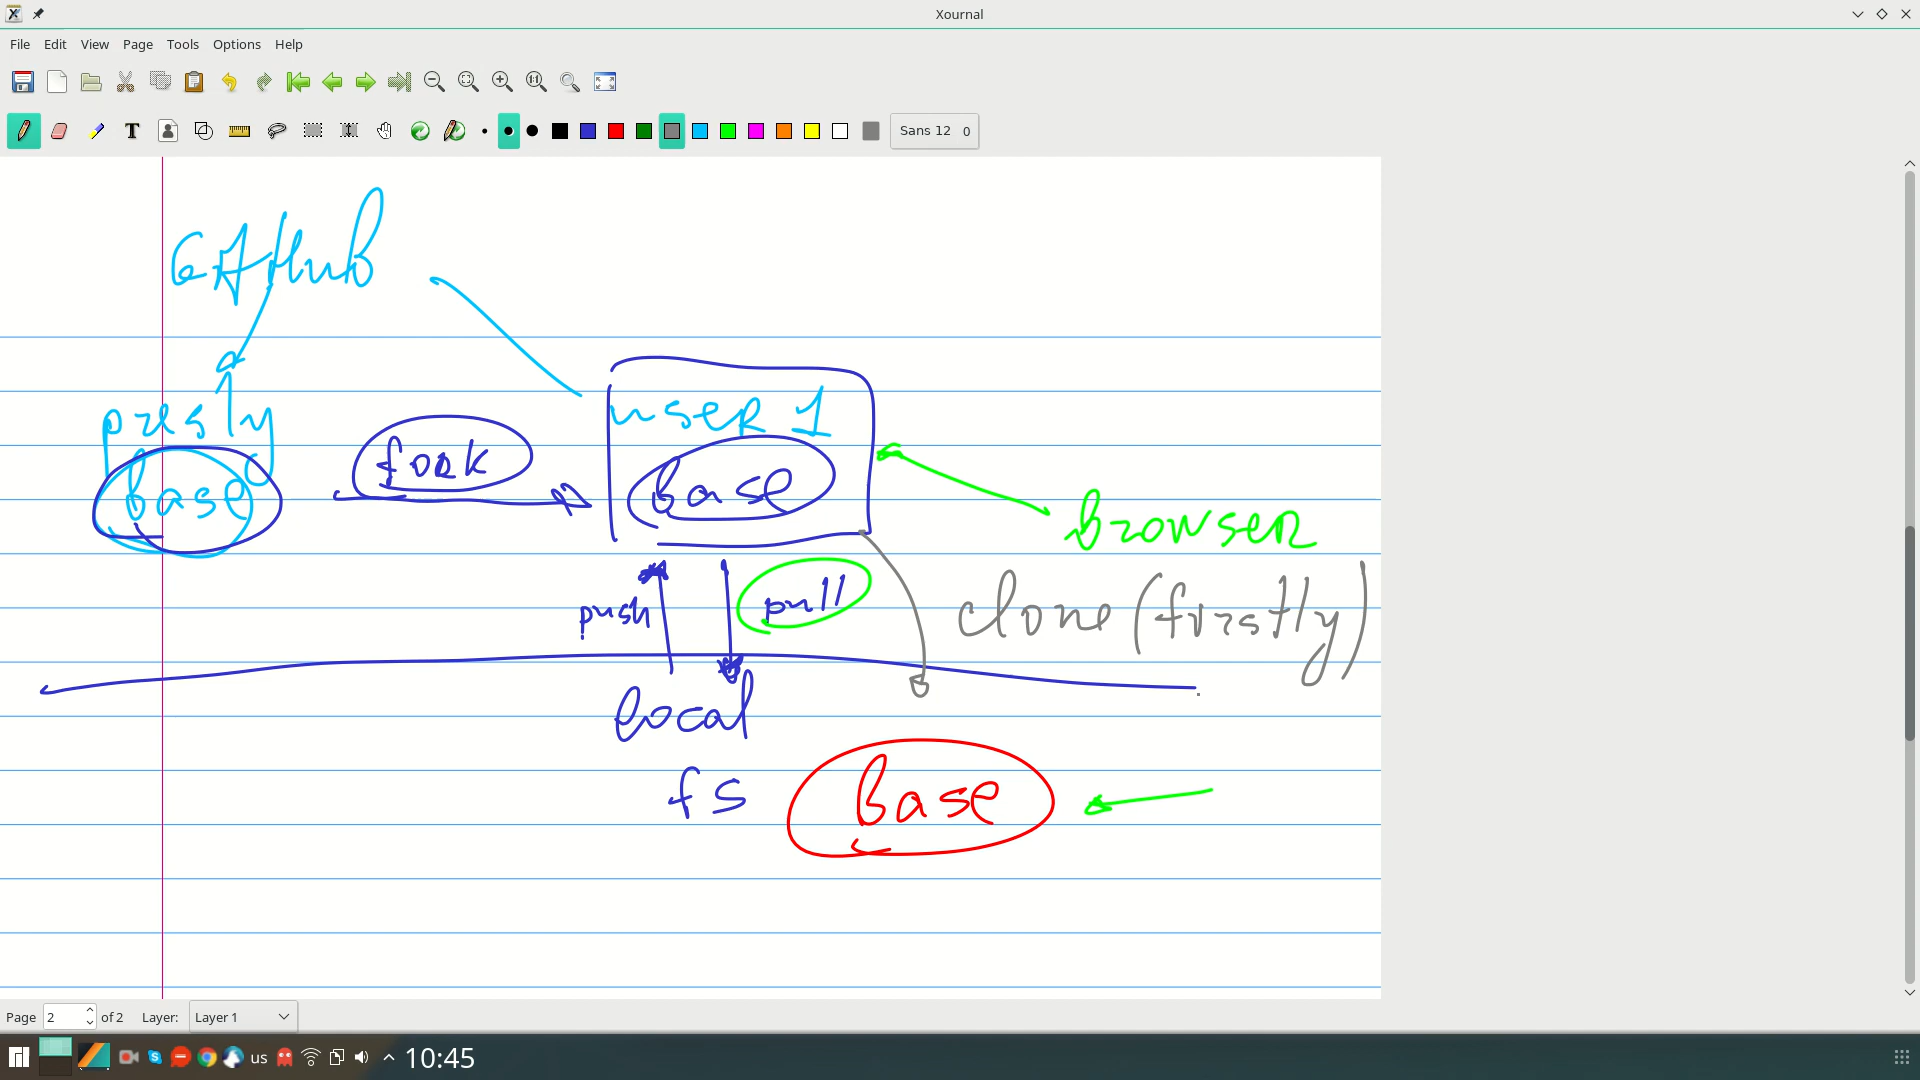 Xournal
File Edit View Page Tools Options Help
Sans 12 0
GitHub
user 1
fork
base
base
browser
push
pull
clone (firstly)
local
fs
base
Page 2 of 2 Layer: Layer 1
us
10:45